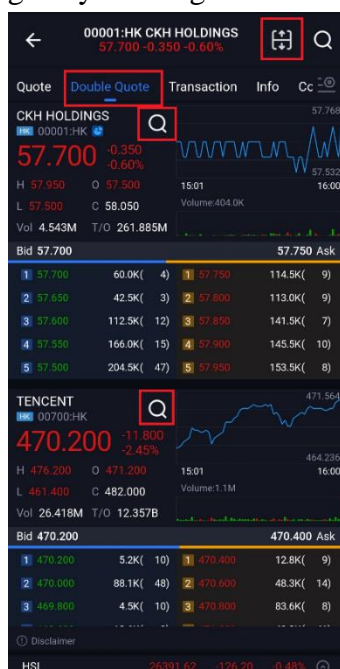 00001:HK CKH HOLDINGS
57.700 -0.350 -0.60%
Quote Double Quote Transaction Info Cc
CKH HOLDINGS
HK 00001:HK
57.700 -0.350
-0.60%
H 57.950 O 57.500
L 57.500 C 58.050
Vol 4.543M T/O 261.885M
57.768
57.532
15:01 16:00
Volume:404.0K
Bid 57.700 57.750 Ask
1 57.700 60.0K( 4) 1 57.750 114.5K( 9)
2 57.650 42.5K( 3) 2 57.800 113.0K( 9)
3 57.600 112.5K( 12) 3 57.850 141.5K( 7)
4 57.550 166.0K( 15) 4 57.900 145.5K( 10)
5 57.500 204.5K( 47) 5 57.950 153.5K( 8)
TENCENT
HK 00700:HK
470.200 -11.800
-2.45%
H 476.200 O 471.200
L 461.400 C 482.000
Vol 26.418M T/O 12.357B
471.564
464.236
15:01 16:00
Volume:1.1M
Bid 470.200 470.400 Ask
1 470.200 5.2K( 10) 1 470.400 12.8K( 9)
2 470.000 88.1K( 48) 2 470.600 48.3K( 14)
3 469.800 4.5K( 10) 3 470.800 83.6K( 8)
Disclaimer
HSI 26391.62 -126.20 -0.48%